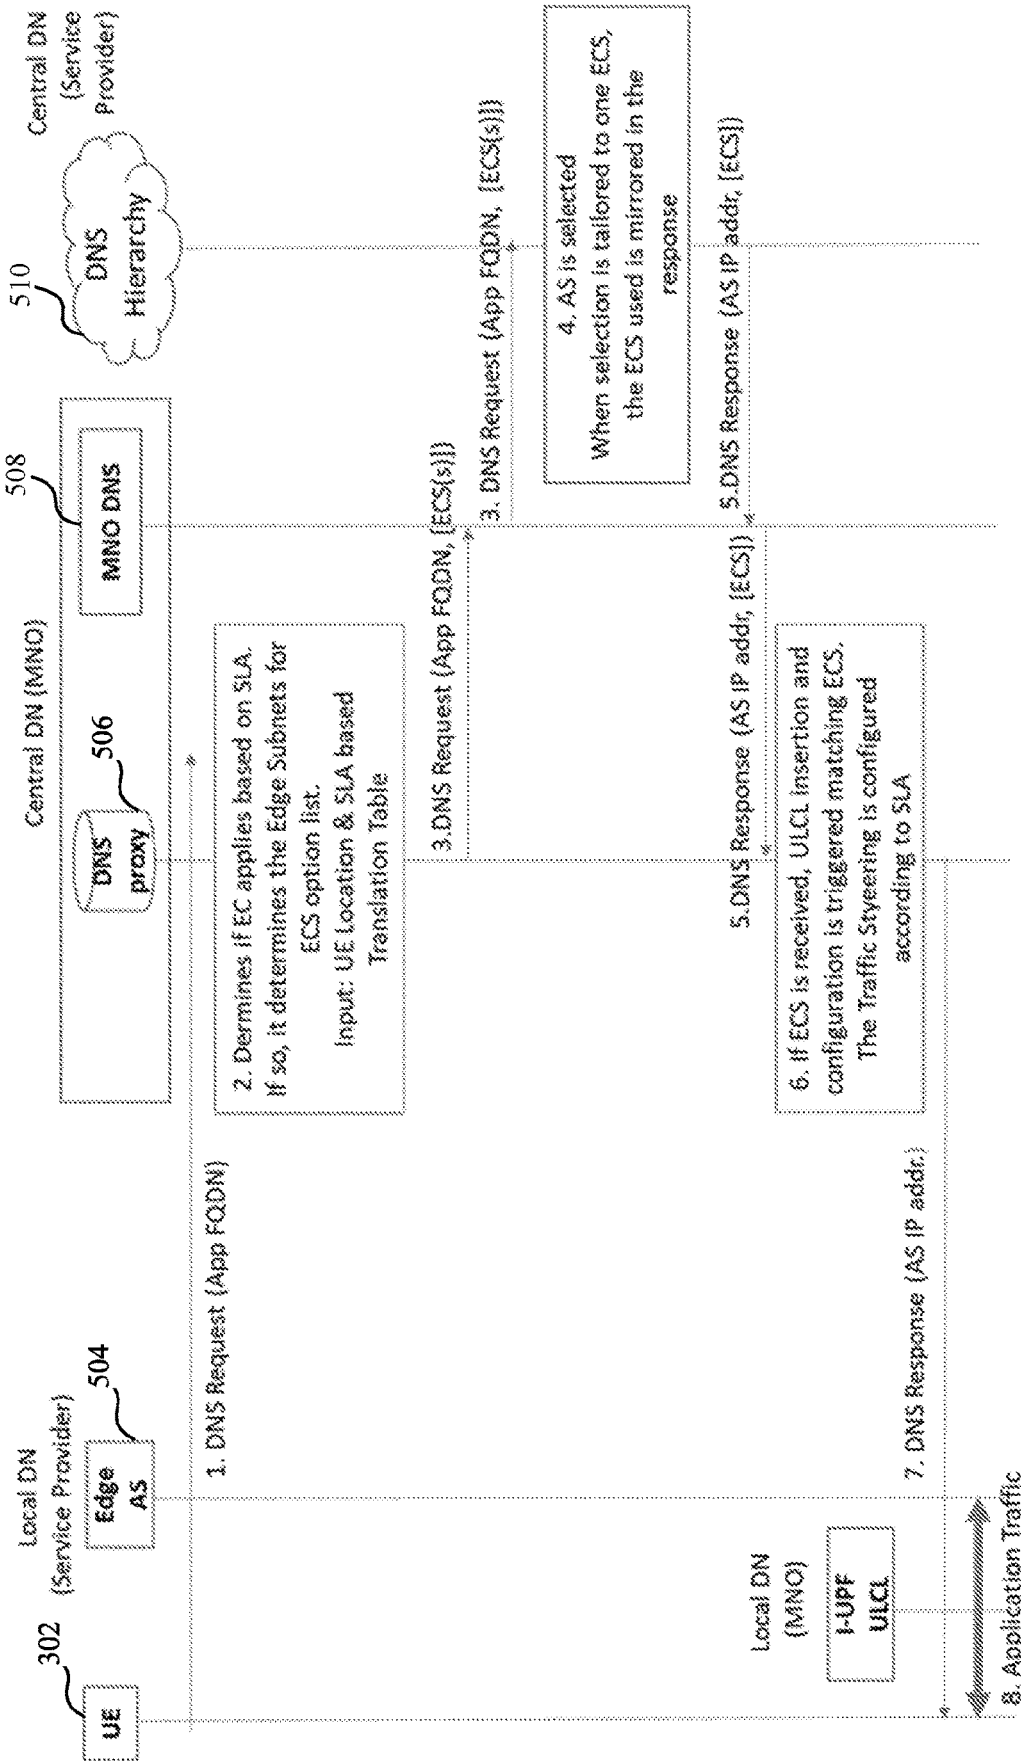 302
UE
Local DN
(Service Provider)
504
Edge
AS
Central DN (MNO)
506
DNS
proxy
508
MNO DNS
510
DNS
Hierarchy
Central DN
(Service
Provider)
1. DNS Request (App FQDN)
2. Dermines if EC applies based on SLA.
If so, it determines the Edge Subnets for
ECS option list.
Input: UE Location & SLA based
Translation Table
3.DNS Request (App FQDN, [ECS(s)])
3. DNS Request (App FQDN, [ECS(s)])
4. AS is selected
When selection is tailored to one ECS,
the ECS used is mirrored in the
response
5.DNS Response (AS IP addr, [ECS])
5.DNS Response (AS IP addr, [ECS])
6. If ECS is received, ULCL insertion and
configuration is triggered matching ECS.
The Traffic Styeering is configured
according to SLA
Local DN
(MNO)
I-UPF
ULCL
7. DNS Response (AS IP addr.)
8. Application Traffic